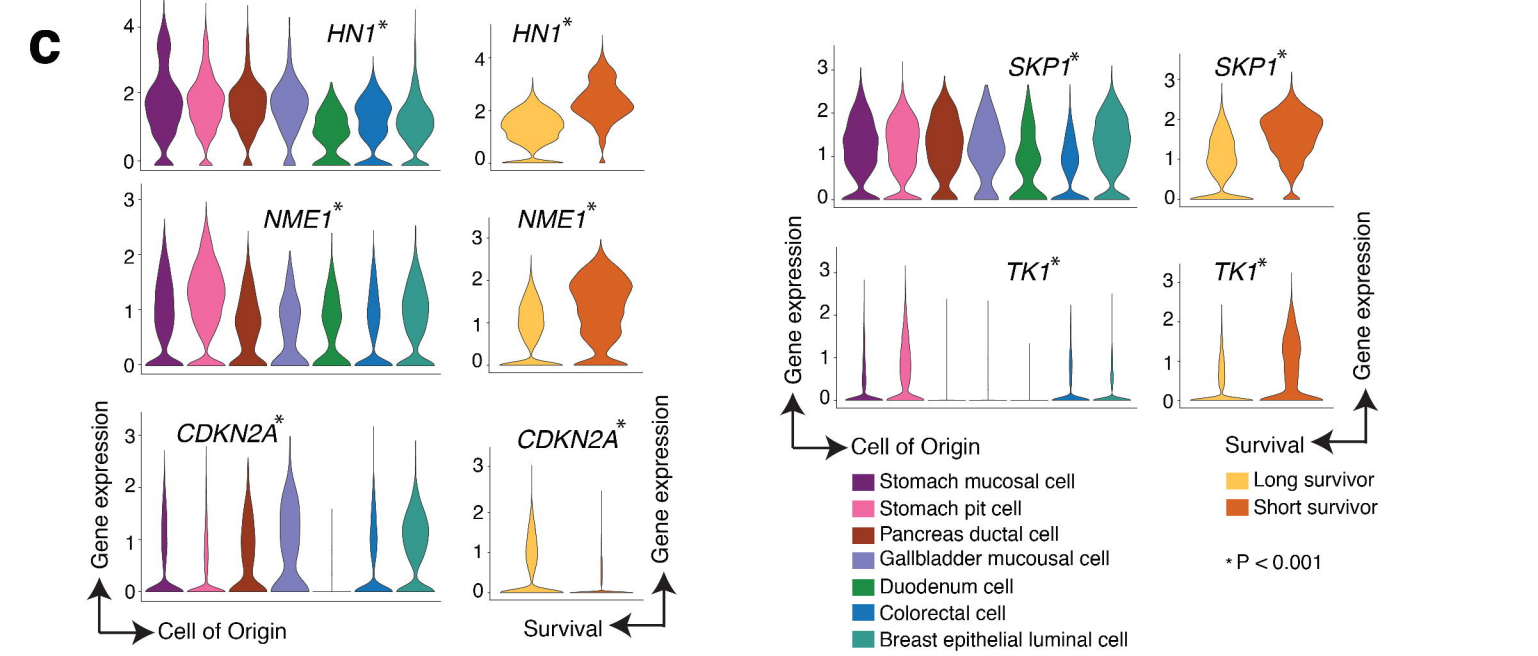 c
HN1*
4
2
0
HN1*
4
2
0
NME1*
3
2
1
0
NME1*
3
2
1
0
CDKN2A*
3
2
1
0
CDKN2A*
3
2
1
0
Gene expression
Cell of Origin
Gene expression
Survival
SKP1*
3
2
1
0
SKP1*
3
2
1
0
TK1*
3
2
1
0
TK1*
3
2
1
0
Gene expression
Cell of Origin
Gene expression
Survival
Stomach mucosal cell
Stomach pit cell
Pancreas ductal cell
Gallbladder mucousal cell
Duodenum cell
Colorectal cell
Breast epithelial luminal cell
Long survivor
Short survivor
*P < 0.001